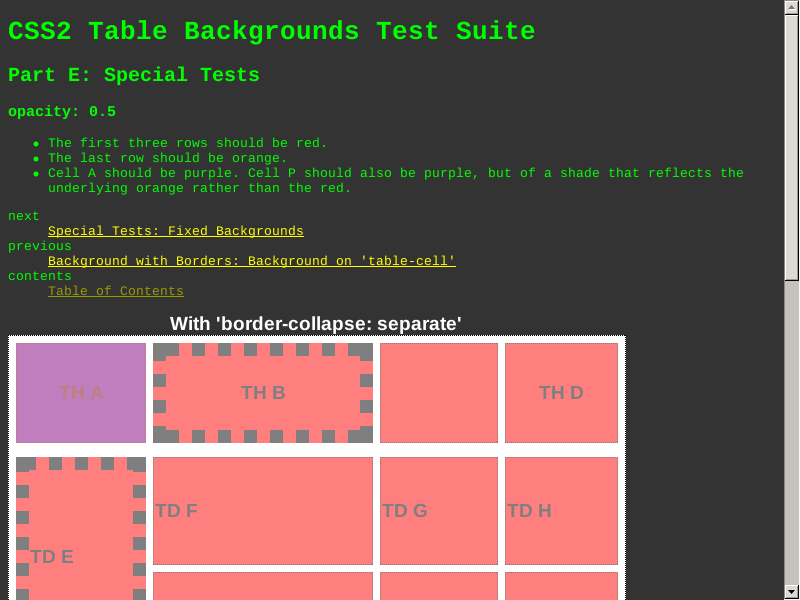 CSS2 Table Backgrounds Test Suite
Part E: Special Tests
opacity: 0.5
The first three rows should be red.
The last row should be orange.
Cell A should be purple. Cell P should also be purple, but of a shade that reflects the
underlying orange rather than the red.
next
Special Tests: Fixed Backgrounds
previous
Background with Borders: Background on 'table-cell'
contents
Table of Contents
With 'border-collapse: separate'
TH A TH B TH D
TD F TD G TD H
TD E